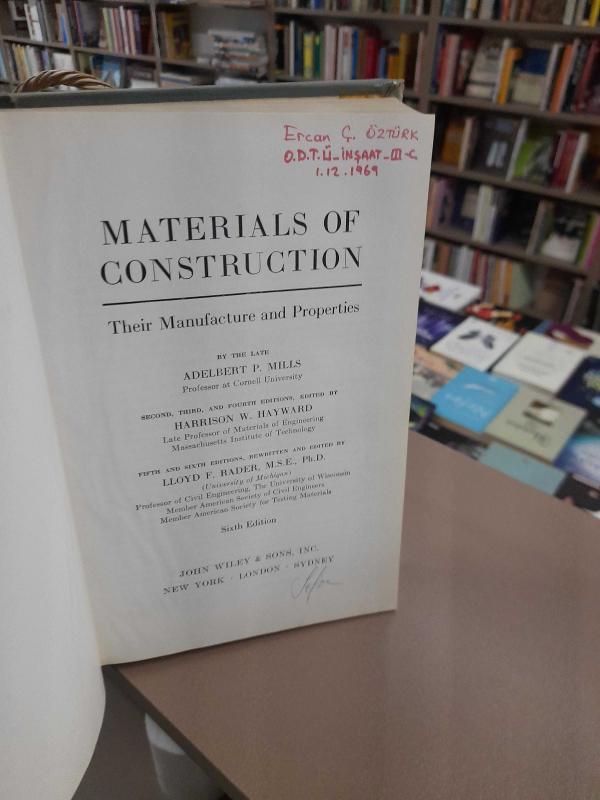 Ercan Ç. ÖZTÜRK
O.D.T.Ü_İNŞAAT_III-C
1.12.1969
MATERIALS OF
CONSTRUCTION
Their Manufacture and Properties
BY THE LATE
ADELBERT P. MILLS
Professor at Cornell University
SECOND, THIRD, AND FOURTH EDITIONS, EDITED BY
HARRISON W. HAYWARD
Late Professor of Materials of Engineering
Massachusetts Institute of Technology
FIFTH AND SIXTH EDITIONS, REWRITTEN AND EDITED BY
LLOYD F. RADER, M.S.E., Ph.D.
(University of Michigan)
Professor of Civil Engineering, The University of Wisconsin
Member American Society of Civil Engineers
Member American Society for Testing Materials
Sixth Edition
JOHN WILEY & SONS, INC.
NEW YORK · LONDON · SYDNEY